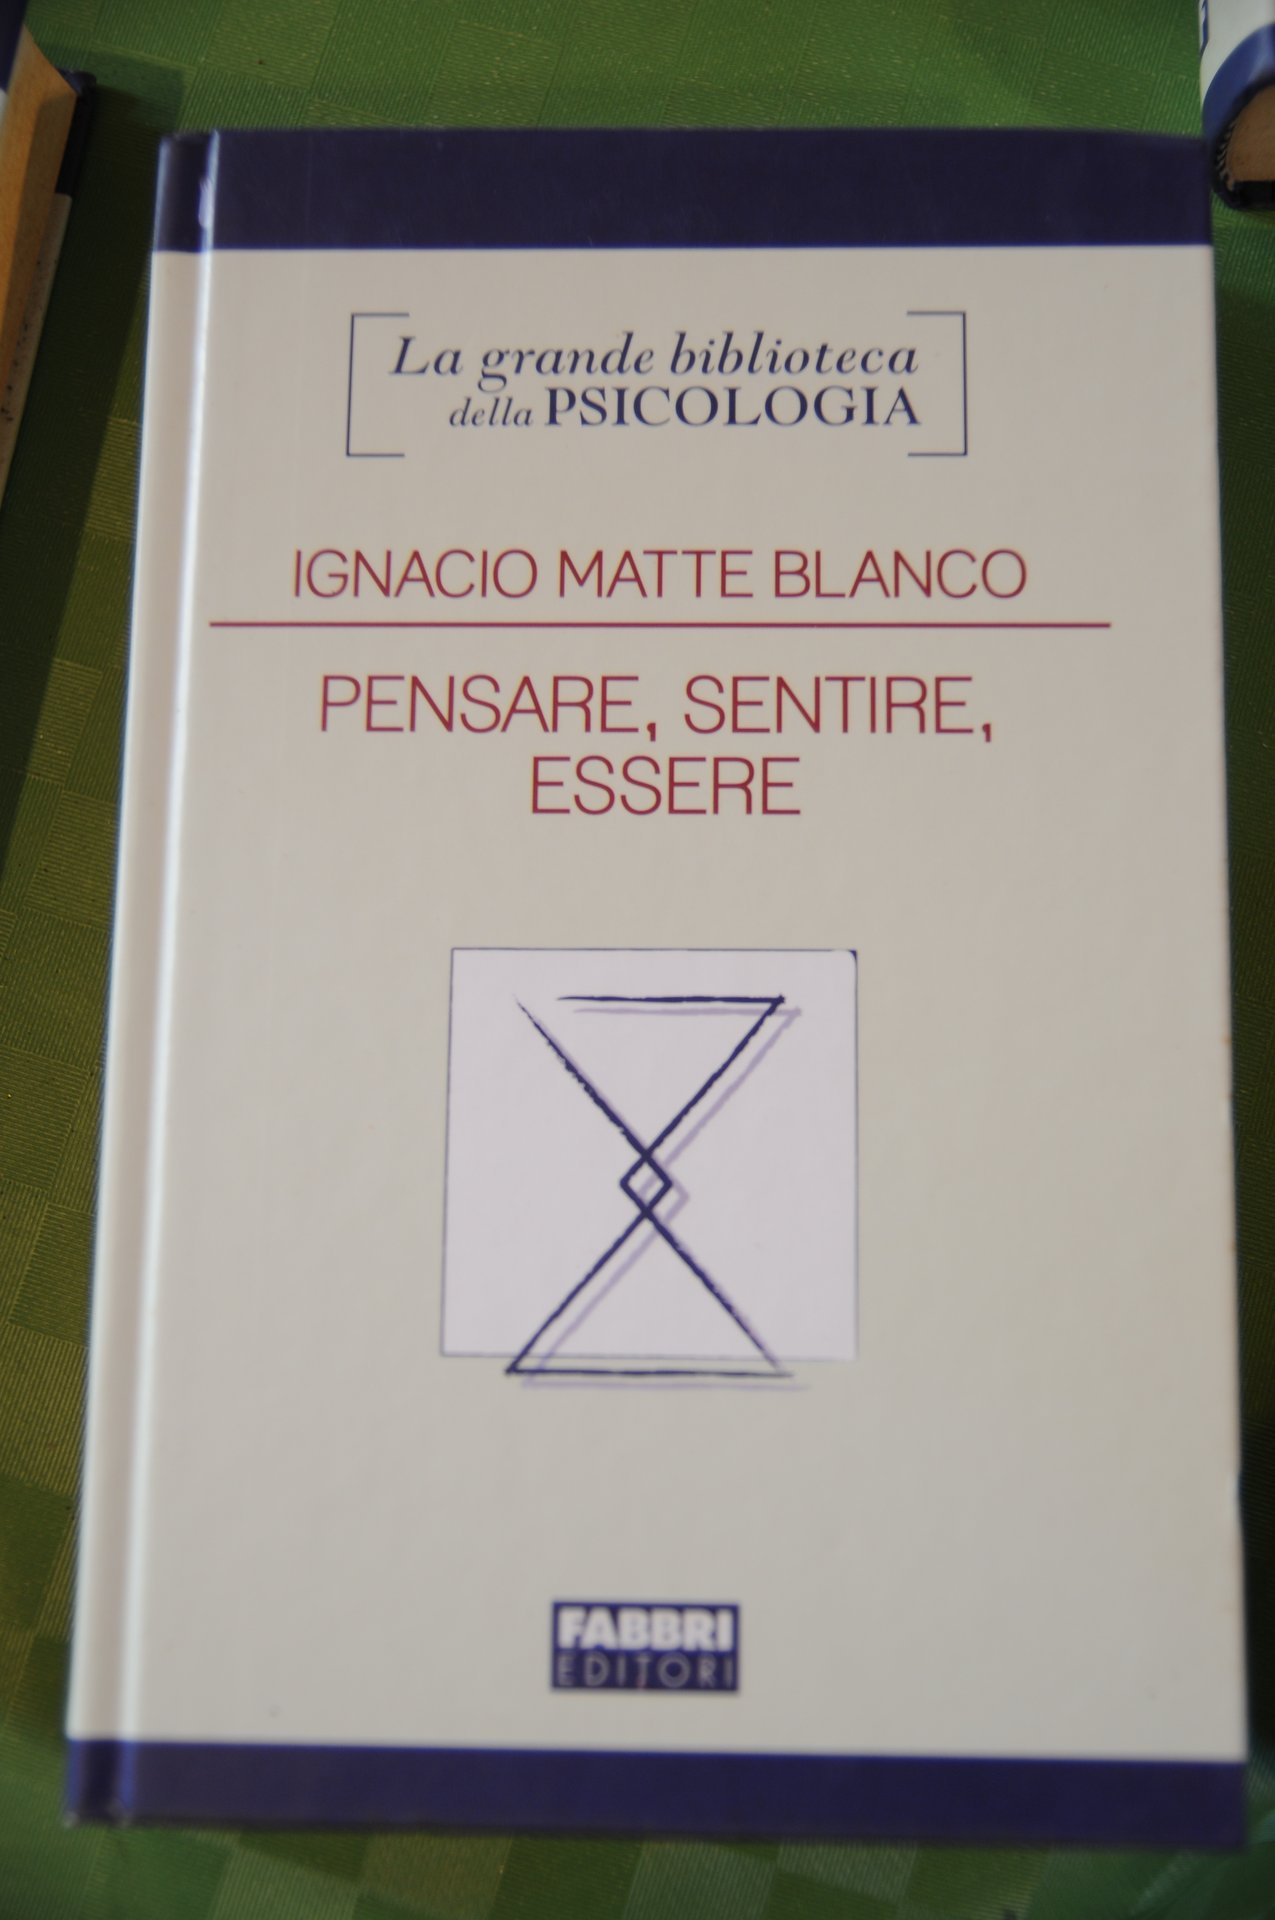 La grande biblioteca
della PSICOLOGIA
IGNACIO MATTE BLANCO
PENSARE, SENTIRE,
ESSERE
FABBRI
EDITORI